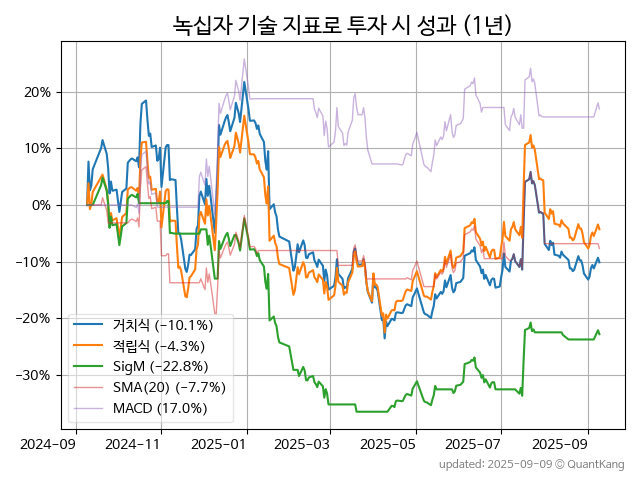 녹십자 기술 지표로 투자 시 성과 (1년)
20%
10%
0%
−10%
−20%
−30%
거치식 (−10.1%)
적립식 (−4.3%)
SigM (−22.8%)
SMA(20) (−7.7%)
MACD (17.0%)
2024−09 2024−11 2025−01 2025−03 2025−05 2025−07 2025−09
updated: 2025−09−09 ⓒ QuantKang